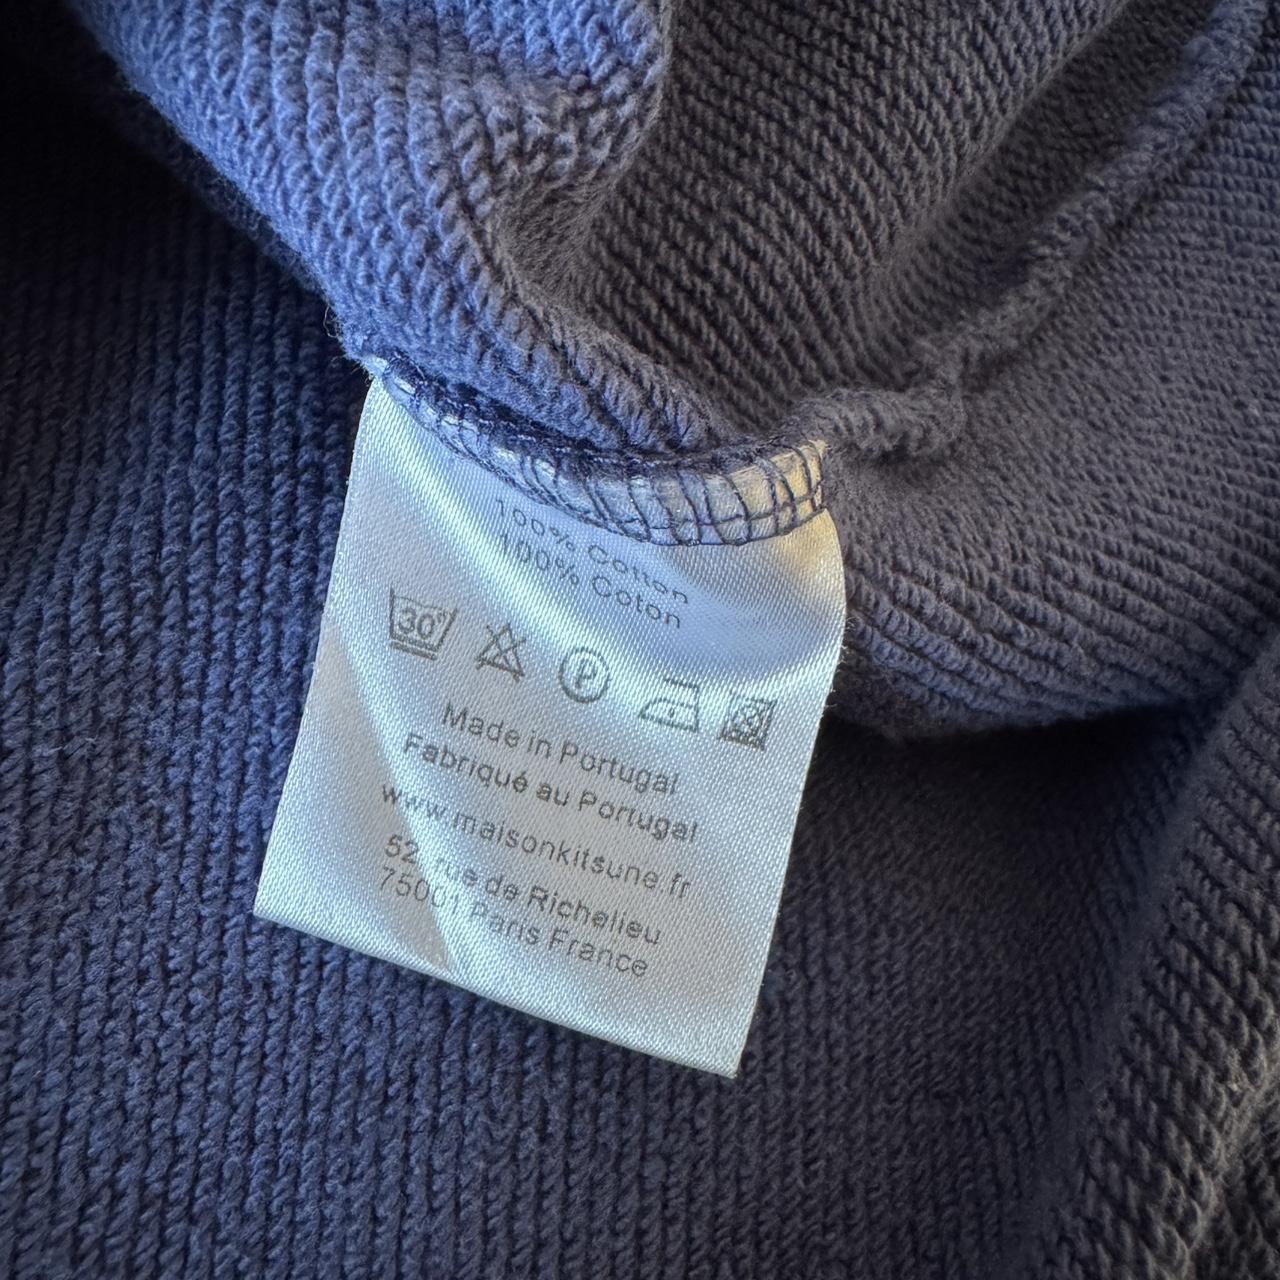 100% Cotton
100% Coton
30° P
Made in Portugal
Fabriqué au Portugal
www.maisonkitsune.fr
52 rue de Richelieu
75001 Paris France